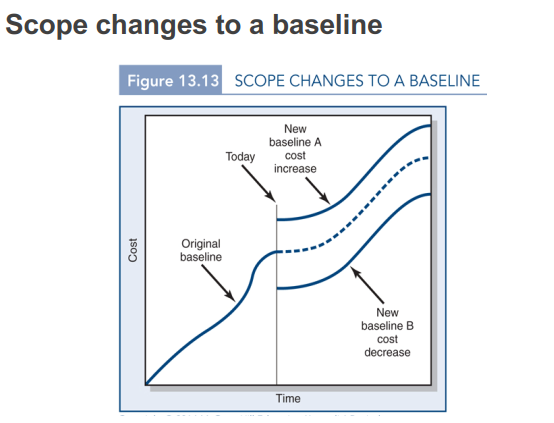 Scope changes to a baseline
Figure 13.13 SCOPE CHANGES TO A BASELINE
New
baseline A
cost
increase
Today
Original
baseline
Cost
New
baseline B
cost
decrease
Time